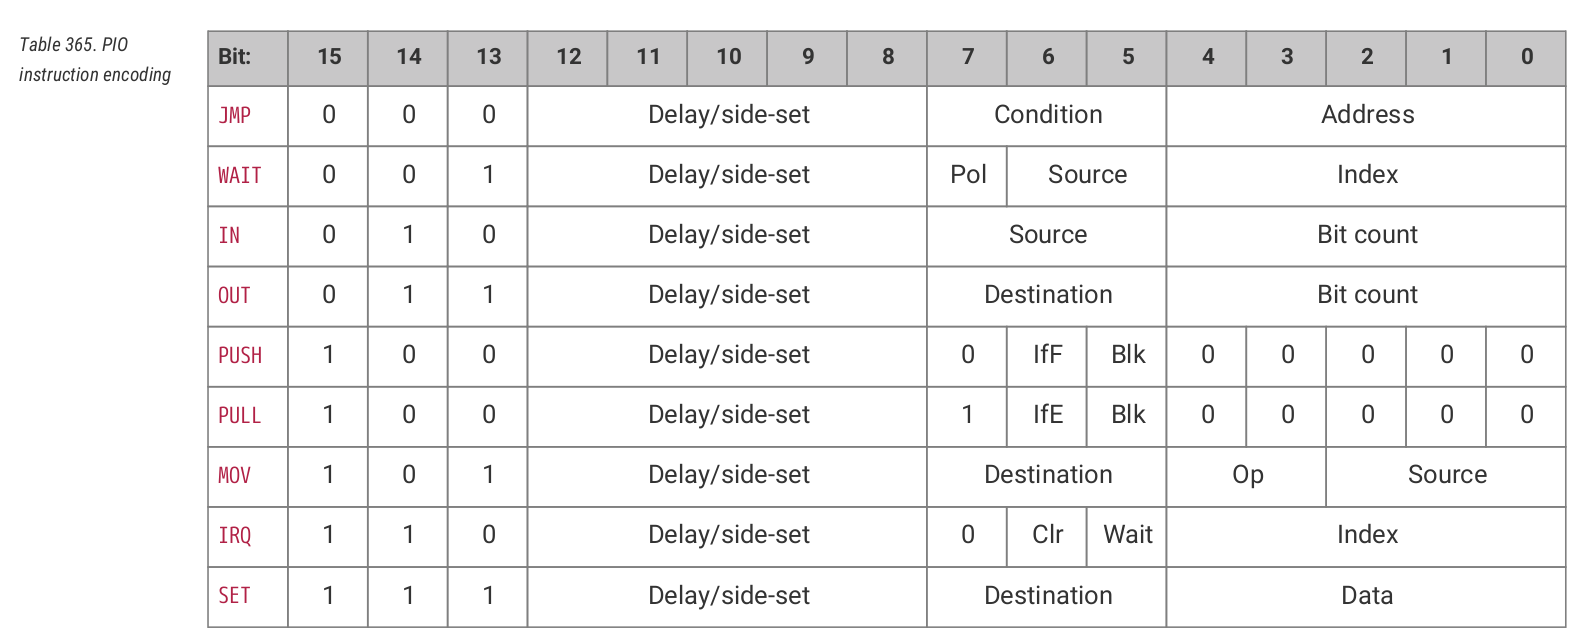 Table 365. PIO
instruction encoding
Bit: 15 14 13 12 11 10 9 8 7 6 5 4 3 2 1 0
JMP 0 0 0 Delay/side-set Condition Address
WAIT 0 0 1 Delay/side-set Pol Source Index
IN 0 1 0 Delay/side-set Source Bit count
OUT 0 1 1 Delay/side-set Destination Bit count
PUSH 1 0 0 Delay/side-set 0 IfF Blk 0 0 0 0 0
PULL 1 0 0 Delay/side-set 1 IfE Blk 0 0 0 0 0
MOV 1 0 1 Delay/side-set Destination Op Source
IRQ 1 1 0 Delay/side-set 0 Clr Wait Index
SET 1 1 1 Delay/side-set Destination Data